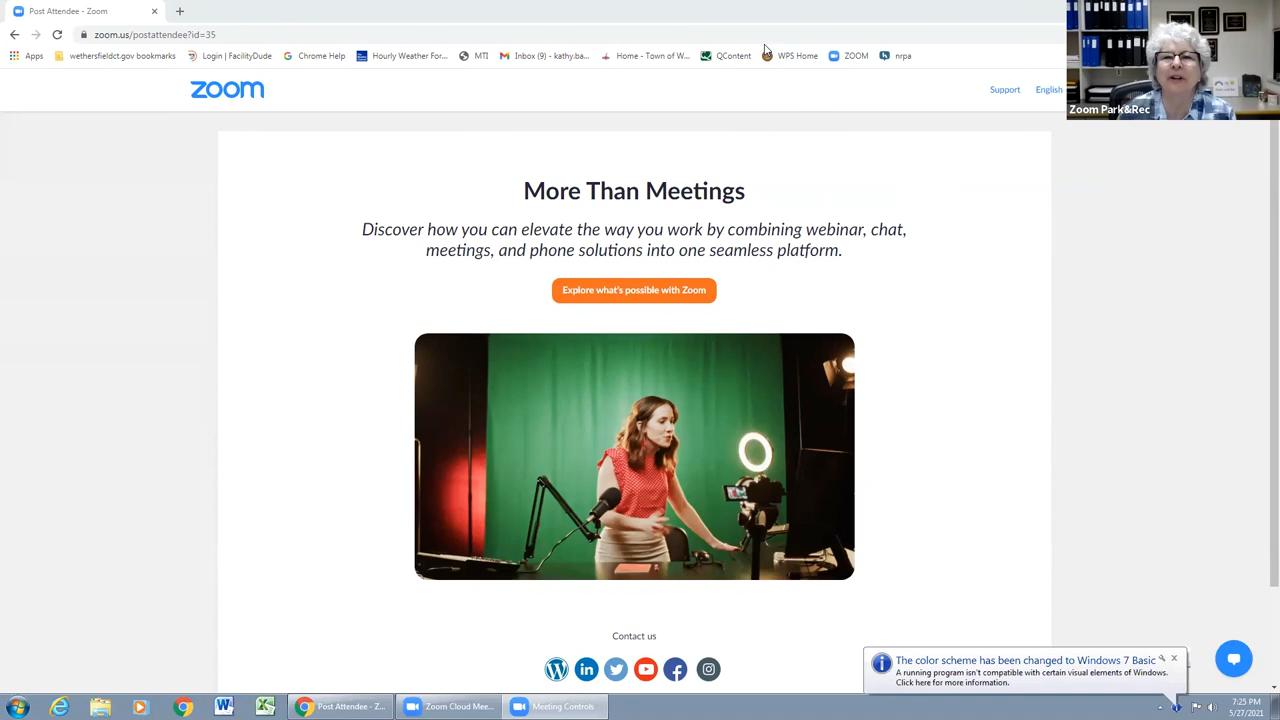 Post Attendee - Zoom
zoom.us/postattendee?id=35
Apps wethersfieldct.gov bookmarks Login | FacilityDude Chrome Help Hourly Weather For... MTI Inbox (9) - kathy.ba... Home - Town of W... QContent WPS Home ZOOM nrpa
zoom
Support English
Zoom Park&Rec
More Than Meetings
Discover how you can elevate the way you work by combining webinar, chat,
meetings, and phone solutions into one seamless platform.
Explore what's possible with Zoom
Contact us
The color scheme has been changed to Windows 7 Basic
A running program isn't compatible with certain visual elements of Windows.
Click here for more information.
Post Attendee - Z... Zoom Cloud Mee... Meeting Controls
7:25 PM
5/27/2021